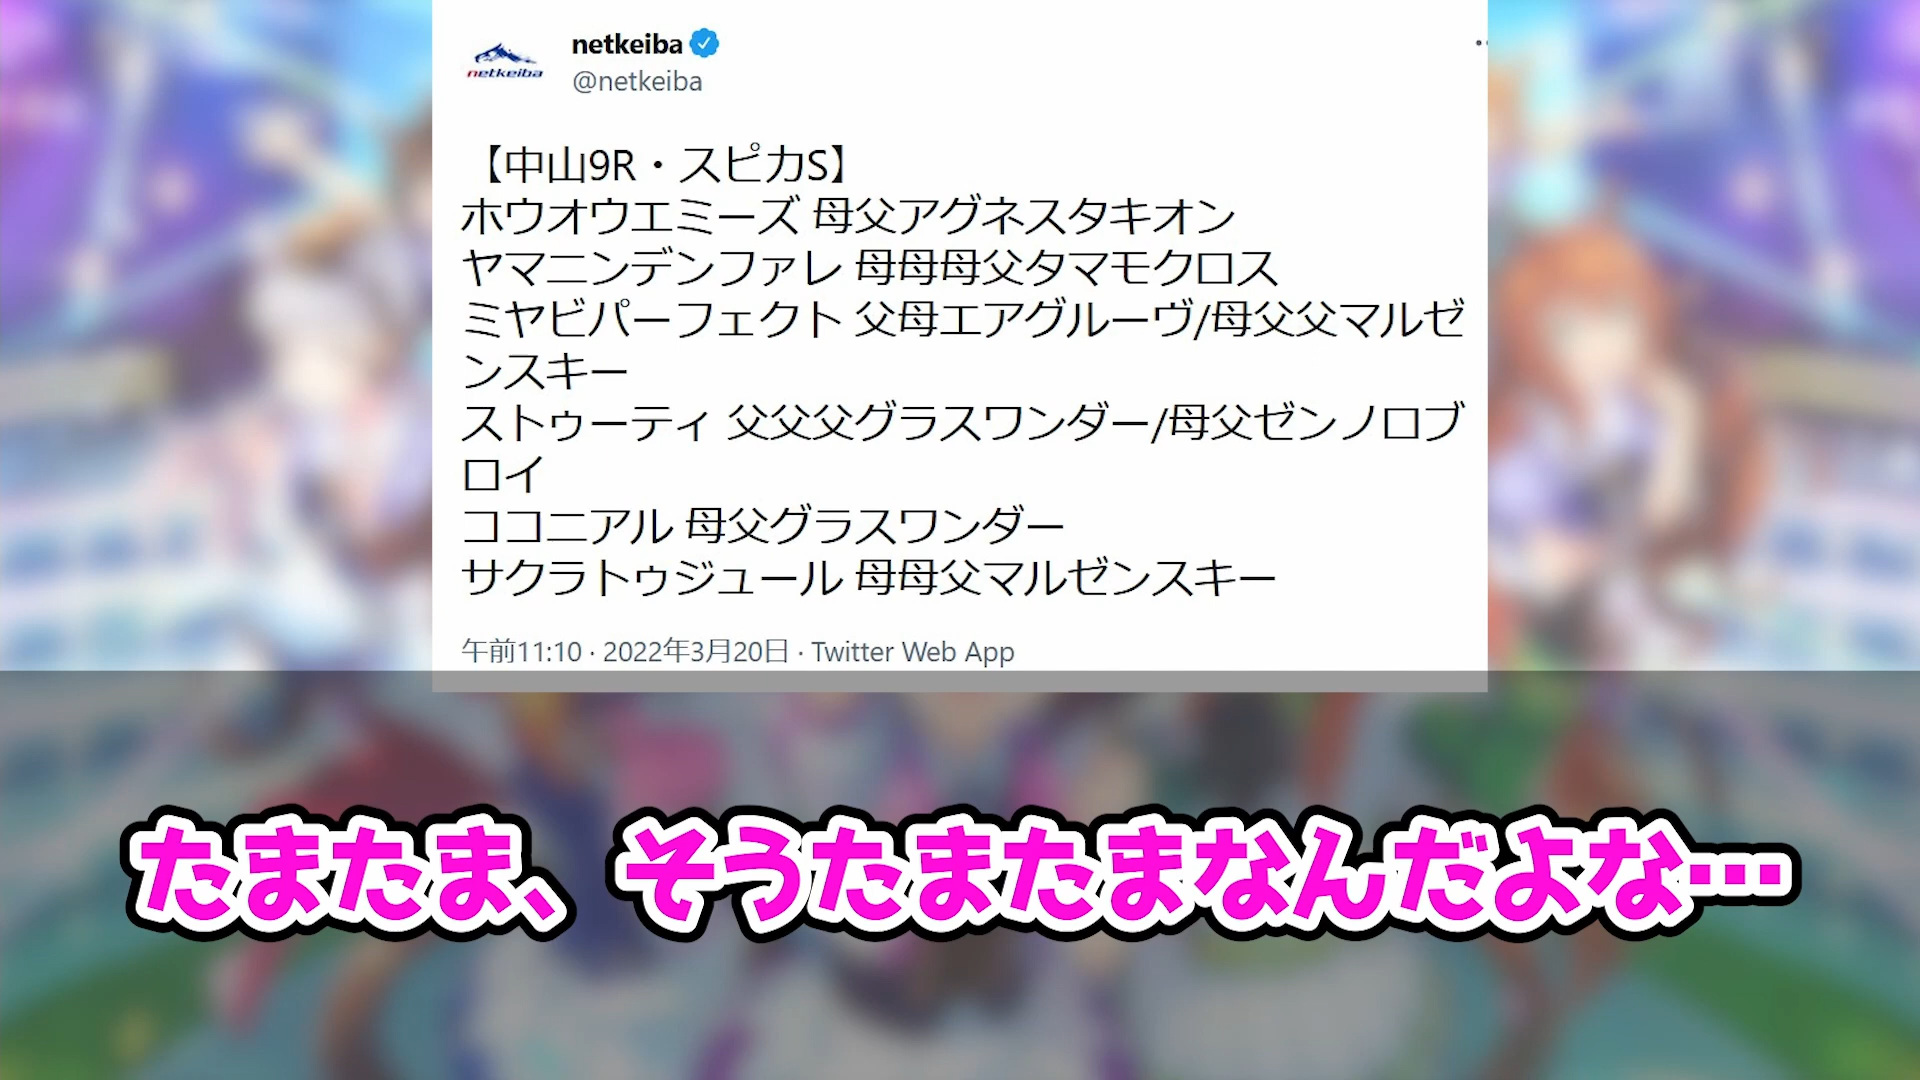 netkeiba
netkeiba
@netkeiba
【中山9R・スピカS】
ホウオウエミーズ 母父アグネスタキオン
ヤマニンデンファレ 母母母父タマモクロス
ミヤビパーフェクト 父母エアグルーヴ/母父父マルゼ
ンスキー
ストゥーティ 父父父グラスワンダー/母父ゼンノロブ
ロイ
ココニアル 母父グラスワンダー
サクラトゥジュール 母母父マルゼンスキー
午前11:10 · 2022年3月20日 · Twitter Web App
たまたま、そうたまたまなんだよな…